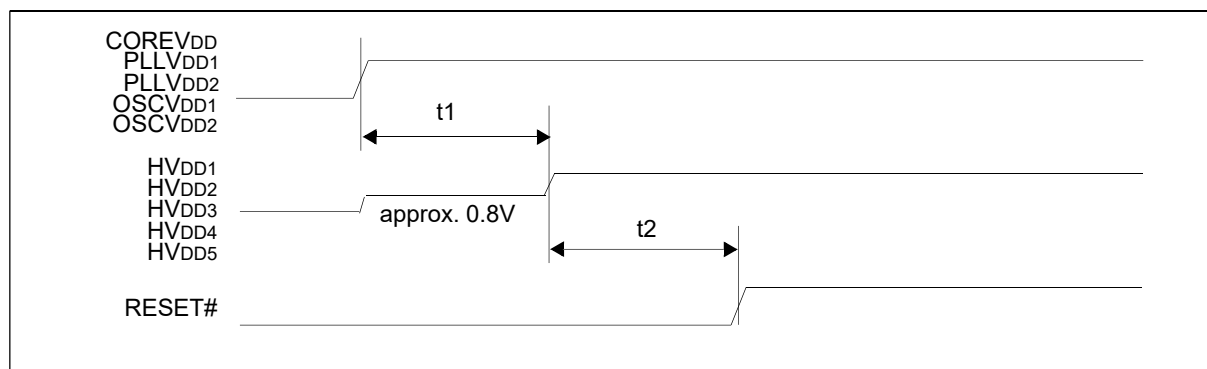 COREVDD
PLLVDD1
PLLVDD2
OSCVDD1
OSCVDD2
t1
HVDD1
HVDD2
HVDD3
HVDD4
HVDD5
approx. 0.8V
t2
RESET#